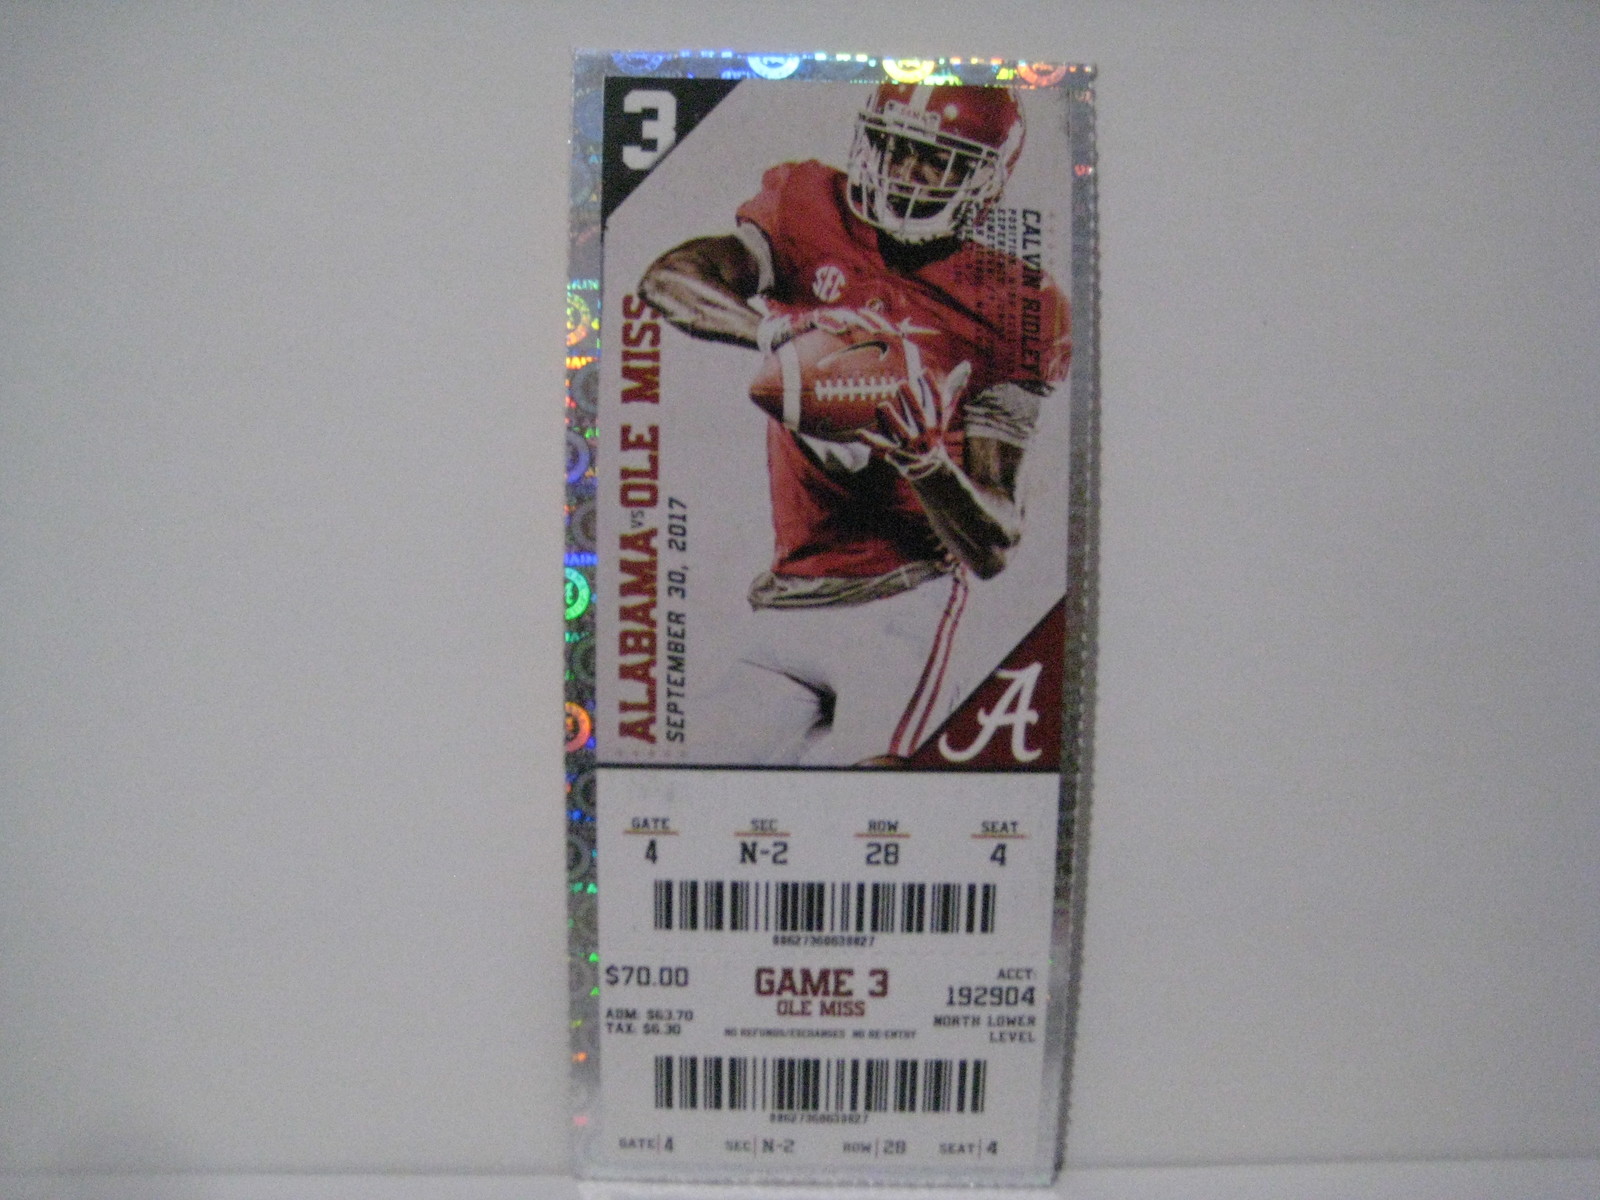 3
CALVIN RIDLEY
SEC
ALABAMA VS OLE MISS
SEPTEMBER 30, 2017
A
GATE SEC ROW SEAT
4 N-2 28 4
$70.00
ADM: $63.70
TAX: $6.30
GAME 3
OLE MISS
NO REFUNDS/EXCHANGES NO RE-ENTRY
ACCT:
192904
NORTH LOWER
LEVEL
GATE 4 SEC N-2 ROW 28 SEAT 4